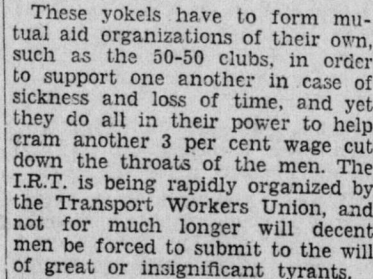 These yokels have to form mu-
tual aid organizations of their own,
such as the 50-50 clubs, in order
to support one another in case of
sickness and loss of time, and yet
they do all in their power to help
cram another 3 per cent wage cut
down the throats of the men. The
I.R.T. is being rapidly organized by
the Transport Workers Union, and
not for much longer will decent
men be forced to submit to the will
of great or insignificant tyrants.